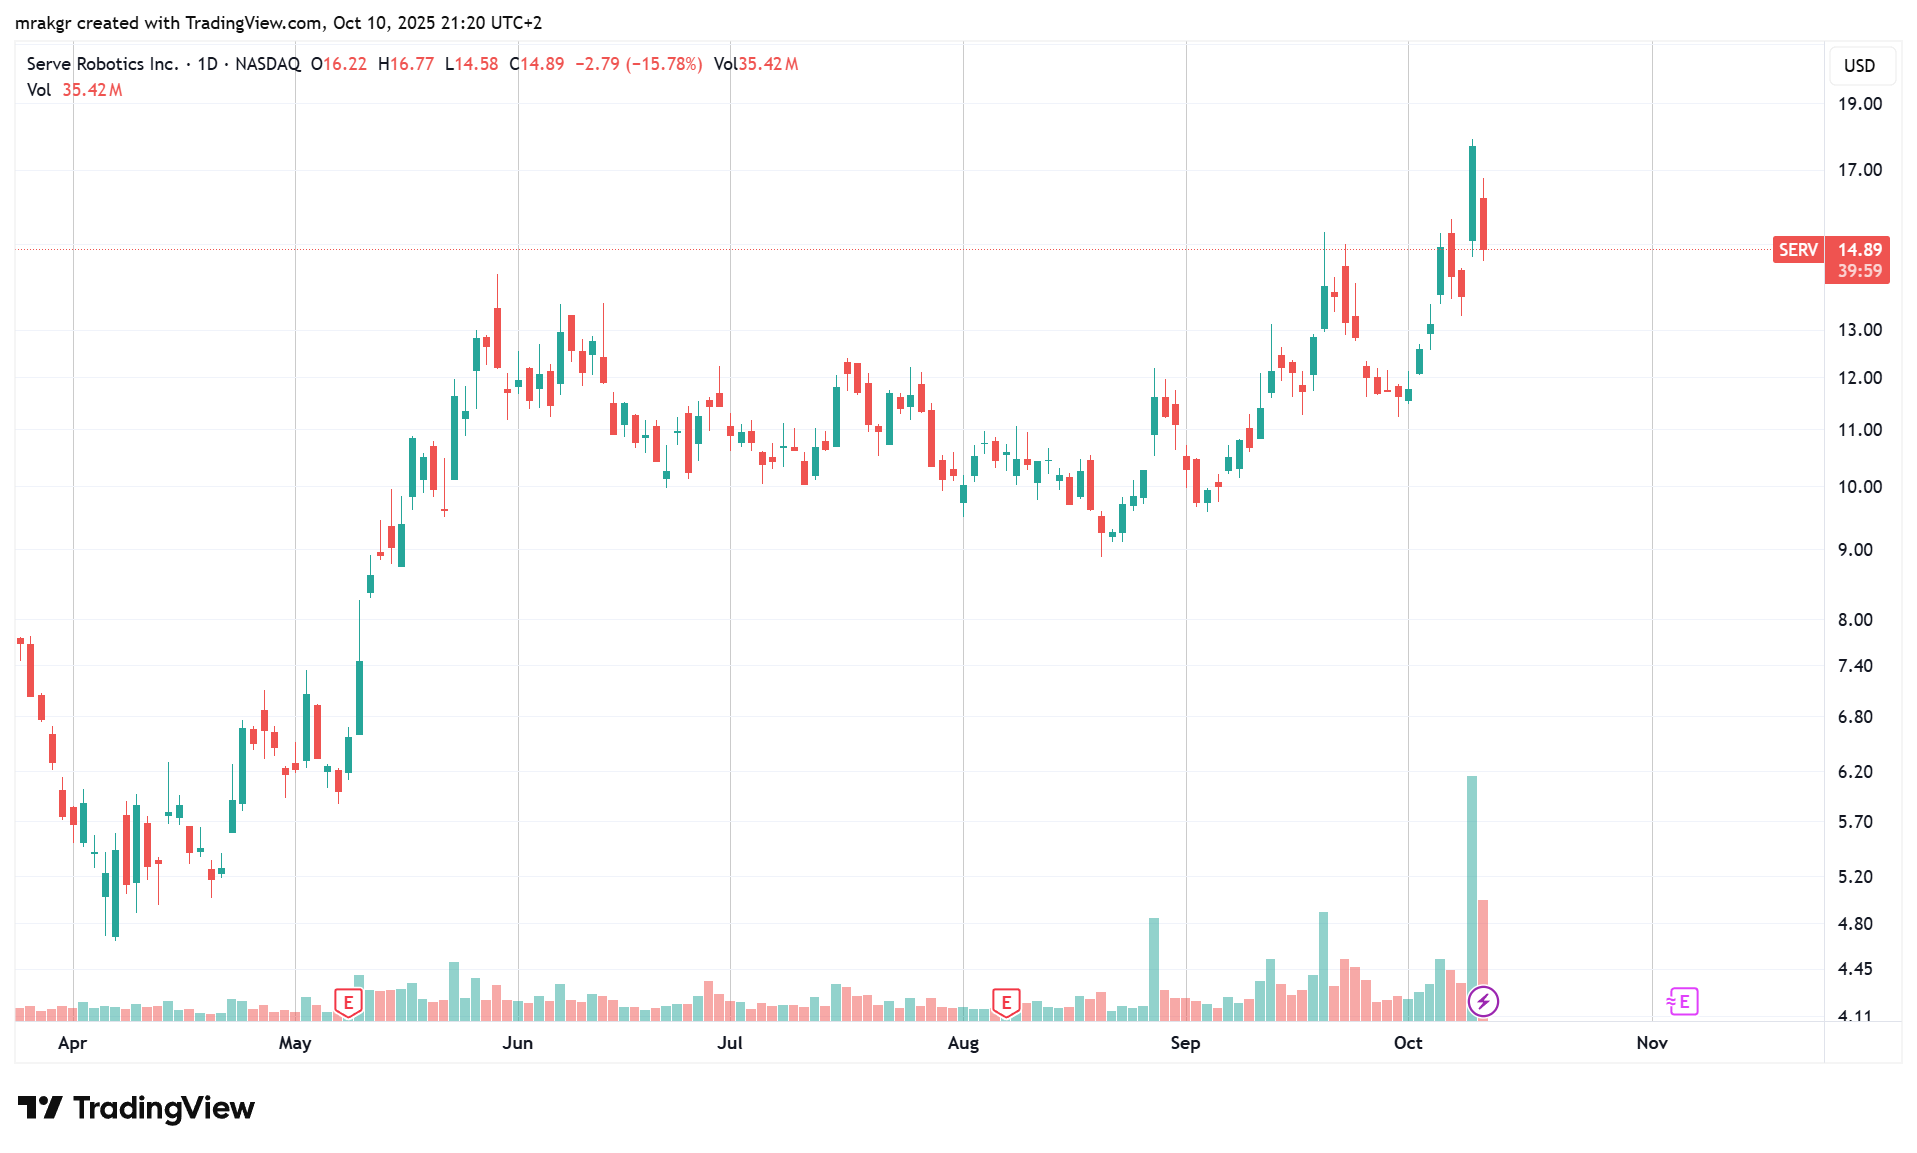 mrakgr created with TradingView.com, Oct 10, 2025 21:20 UTC+2
Serve Robotics Inc. · 1D · NASDAQ O16.22 H16.77 L14.58 C14.89 −2.79 (−15.78%) Vol35.42 M
Vol 35.42 M
USD
19.00
17.00
SERV 14.89
39:59
13.00
12.00
11.00
10.00
9.00
8.00
7.40
6.80
6.20
5.70
5.20
4.80
4.45
E E ≈E
4.11
Apr May Jun Jul Aug Sep Oct Nov
TradingView